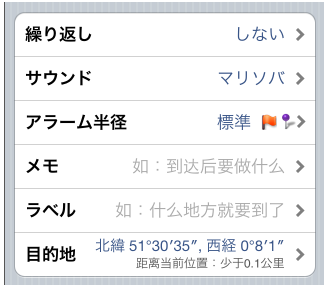 繰り返し しない
サウンド マリソバ
アラーム半径 標準
メモ 如：到达后要做什么
ラベル 如：什么地方就要到了
目的地 北緯 51°30′35″, 西経 0°8′1″
距离当前位置：少于0.1公里